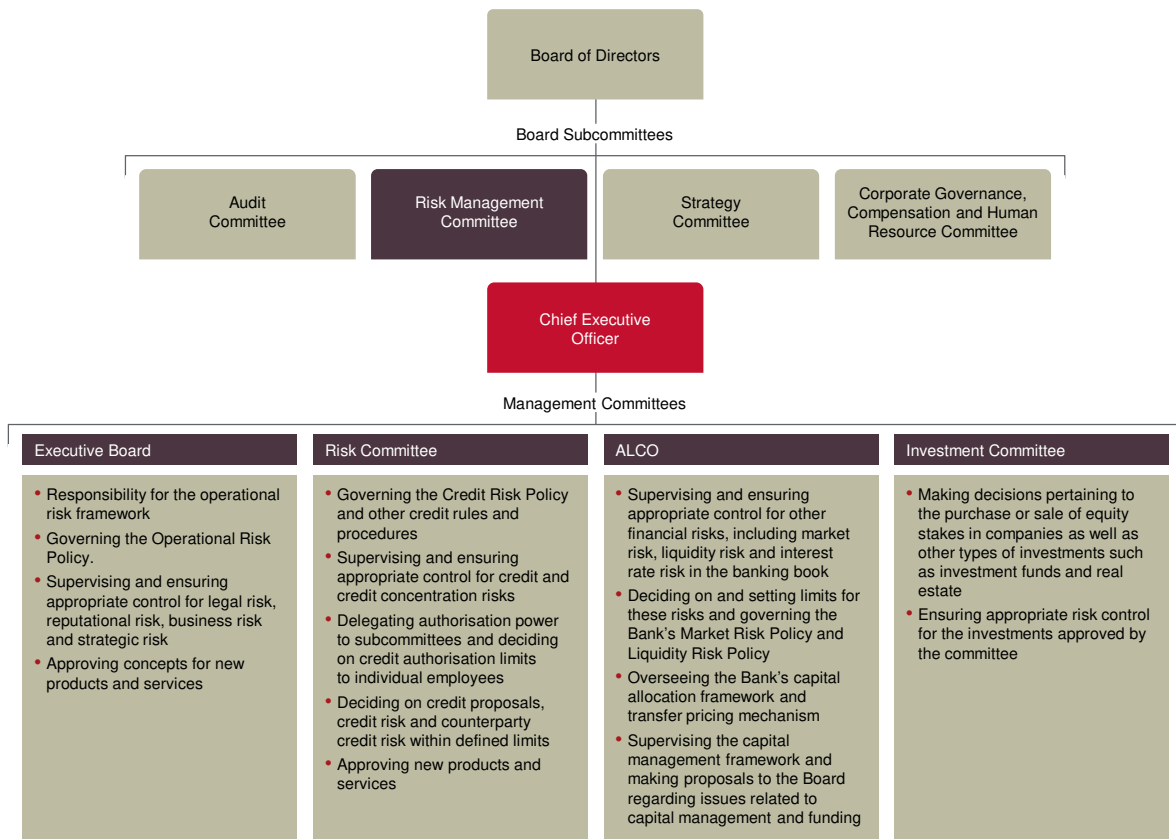 Board of Directors
Board Subcommittees
Audit
Committee
Risk Management
Committee
Strategy
Committee
Corporate Governance,
Compensation and Human
Resource Committee
Chief Executive
Officer
Management Committees
Executive Board
• Responsibility for the operational
risk framework
• Governing the Operational Risk
Policy.
• Supervising and ensuring
appropriate control for legal risk,
reputational risk, business risk
and strategic risk
• Approving concepts for new
products and services
Risk Committee
• Governing the Credit Risk Policy
and other credit rules and
procedures
• Supervising and ensuring
appropriate control for credit and
credit concentration risks
• Delegating authorisation power
to subcommittees and deciding
on credit authorisation limits
to individual employees
• Deciding on credit proposals,
credit risk and counterparty
credit risk within defined limits
• Approving new products and
services
ALCO
• Supervising and ensuring
appropriate control for other
financial risks, including market
risk, liquidity risk and interest
rate risk in the banking book
• Deciding on and setting limits for
these risks and governing the
Bank's Market Risk Policy and
Liquidity Risk Policy
• Overseeing the Bank's capital
allocation framework and
transfer pricing mechanism
• Supervising the capital
management framework and
making proposals to the Board
regarding issues related to
capital management and funding
Investment Committee
• Making decisions pertaining to
the purchase or sale of equity
stakes in companies as well as
other types of investments such
as investment funds and real
estate
• Ensuring appropriate risk control
for the investments approved by
the committee